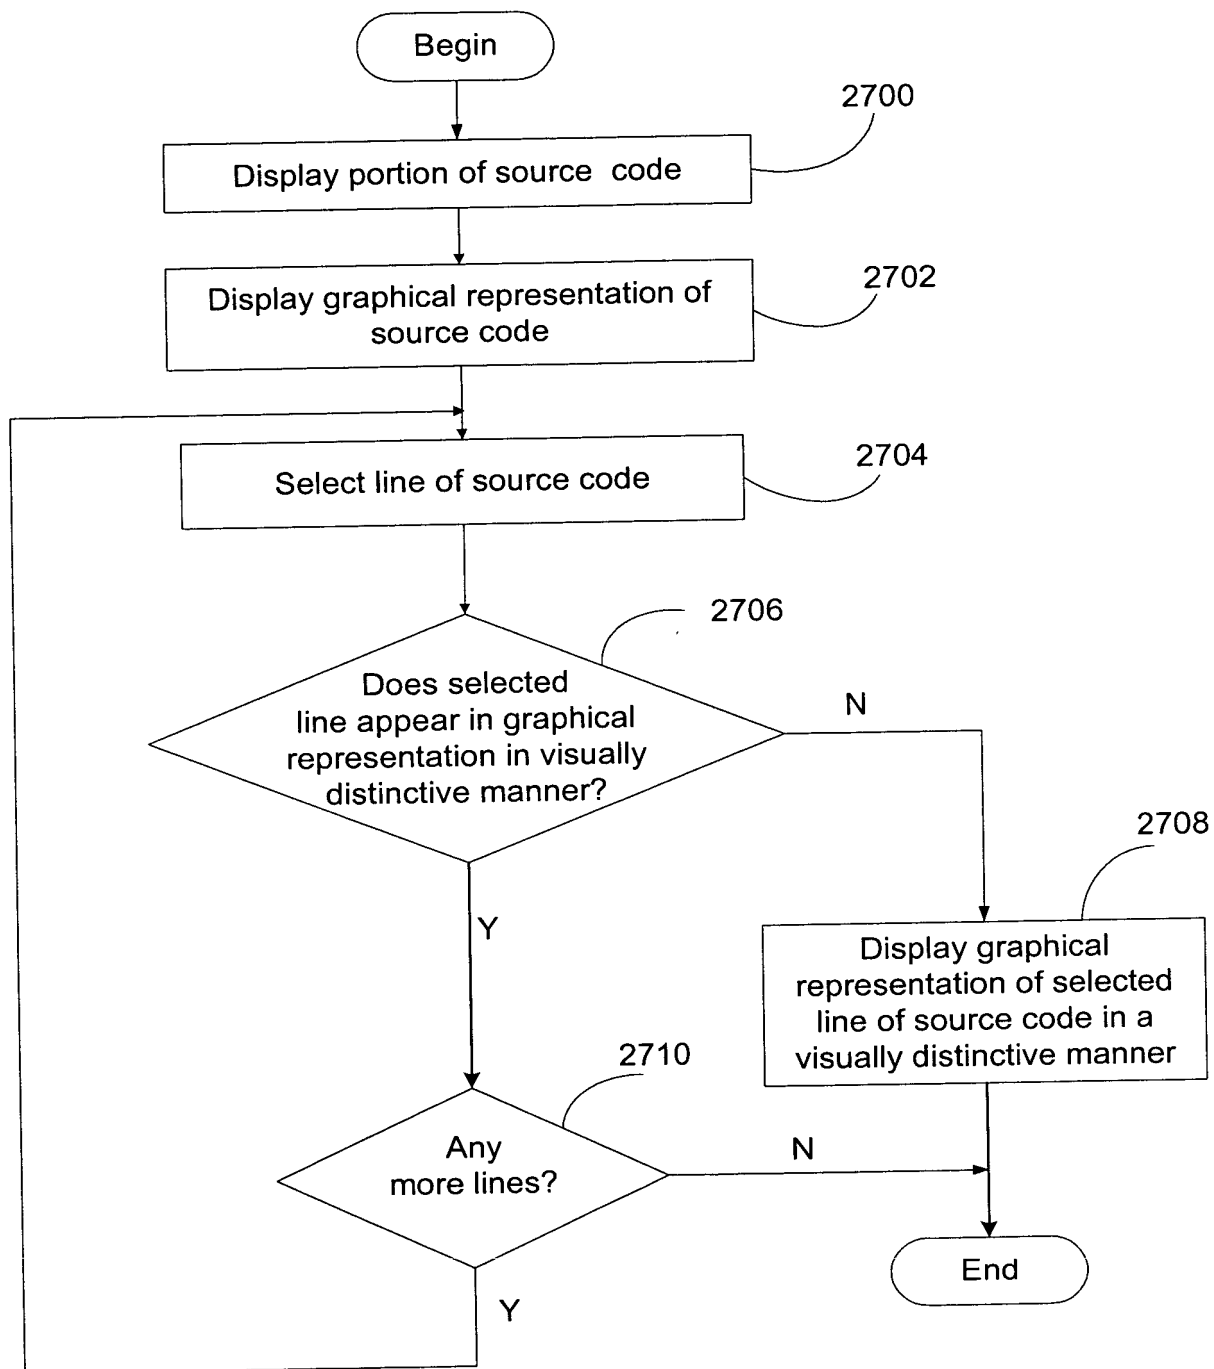 Begin
2700
Display portion of source code
2702
Display graphical representation of
source code
2704
Select line of source code
2706
Does selected
line appear in graphical
representation in visually
distinctive manner?
N
2708
Y
Display graphical
representation of selected
line of source code in a
visually distinctive manner
2710
Any
more lines?
N
End
Y